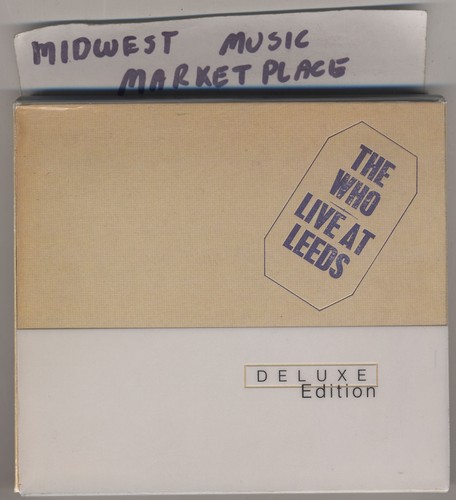 MIDWEST MUSIC
MARKET PLACE
THE
WHO
LIVE AT
LEEDS
DELUXE
Edition